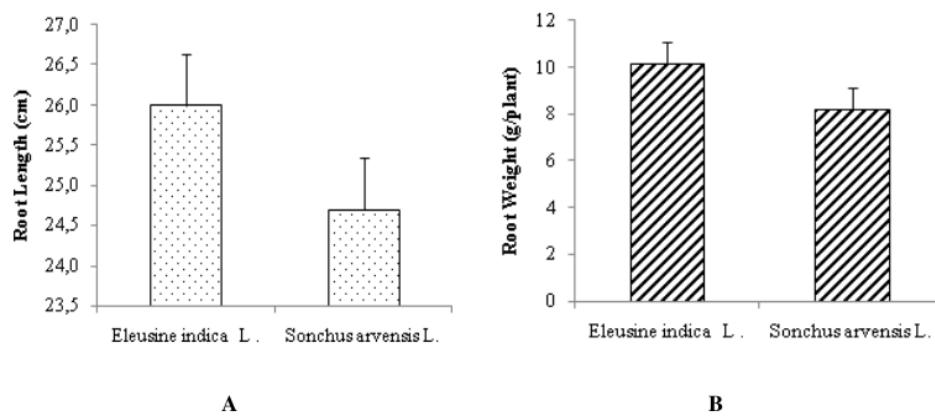 27,0
26,5
26,0
25,5
25,0
24,5
24,0
23,5
Root Length (cm)
Eleusine indica L .
Sonchus arvensis L.
A
12
10
8
6
4
2
0
Root Weight (g/plant)
Eleusine indica L .
Sonchus arvensis L.
B